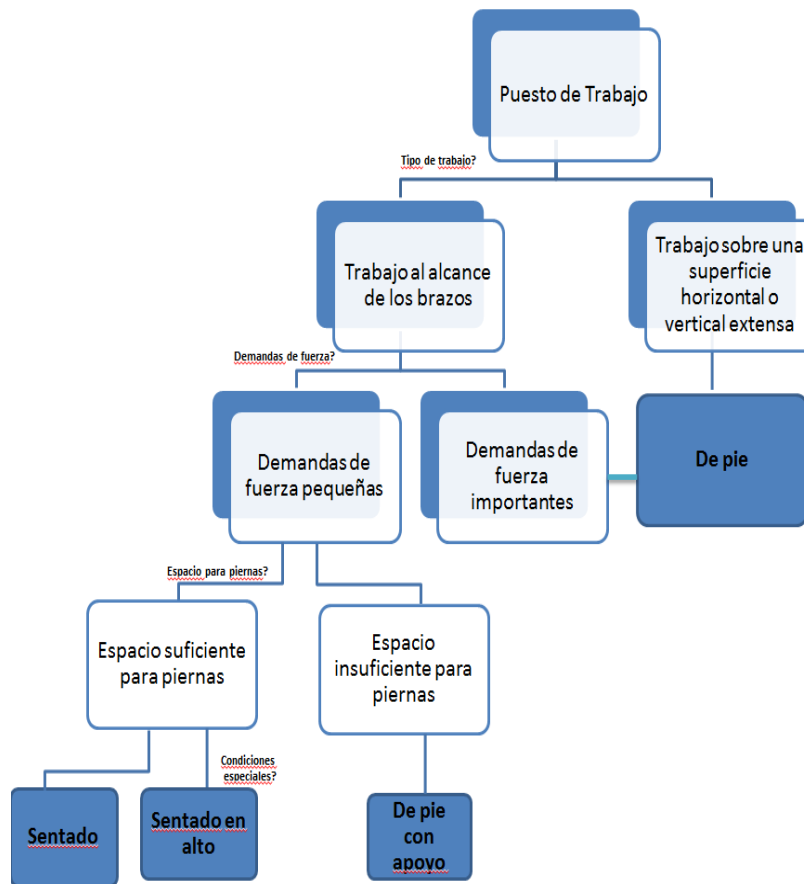 Puesto de Trabajo
Tipo de trabajo?
Trabajo al alcance
de los brazos
Trabajo sobre una
superficie
horizontal o
vertical extensa
Demandas de fuerza?
Demandas de
fuerza pequeñas
Demandas de
fuerza
importantes
De pie
Espacio para piernas?
Espacio suficiente
para piernas
Espacio
insuficiente para
piernas
Condiciones
especiales?
Sentado
Sentado en
alto
De pie
con
apoyo